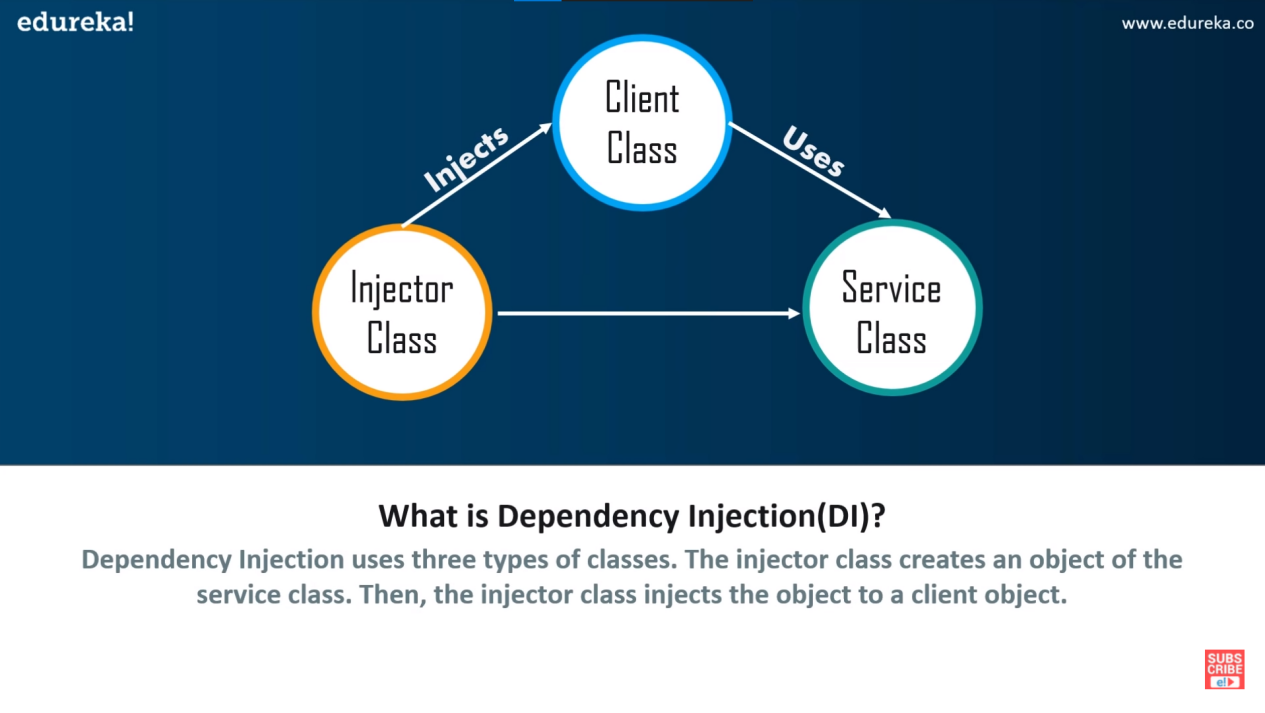 edureka!
www.edureka.co
Client
Class
Injects
Uses
Injector
Class
Service
Class
What is Dependency Injection(DI)?
Dependency Injection uses three types of classes. The injector class creates an object of the
service class. Then, the injector class injects the object to a client object.
SUBS
CRIBE
e!